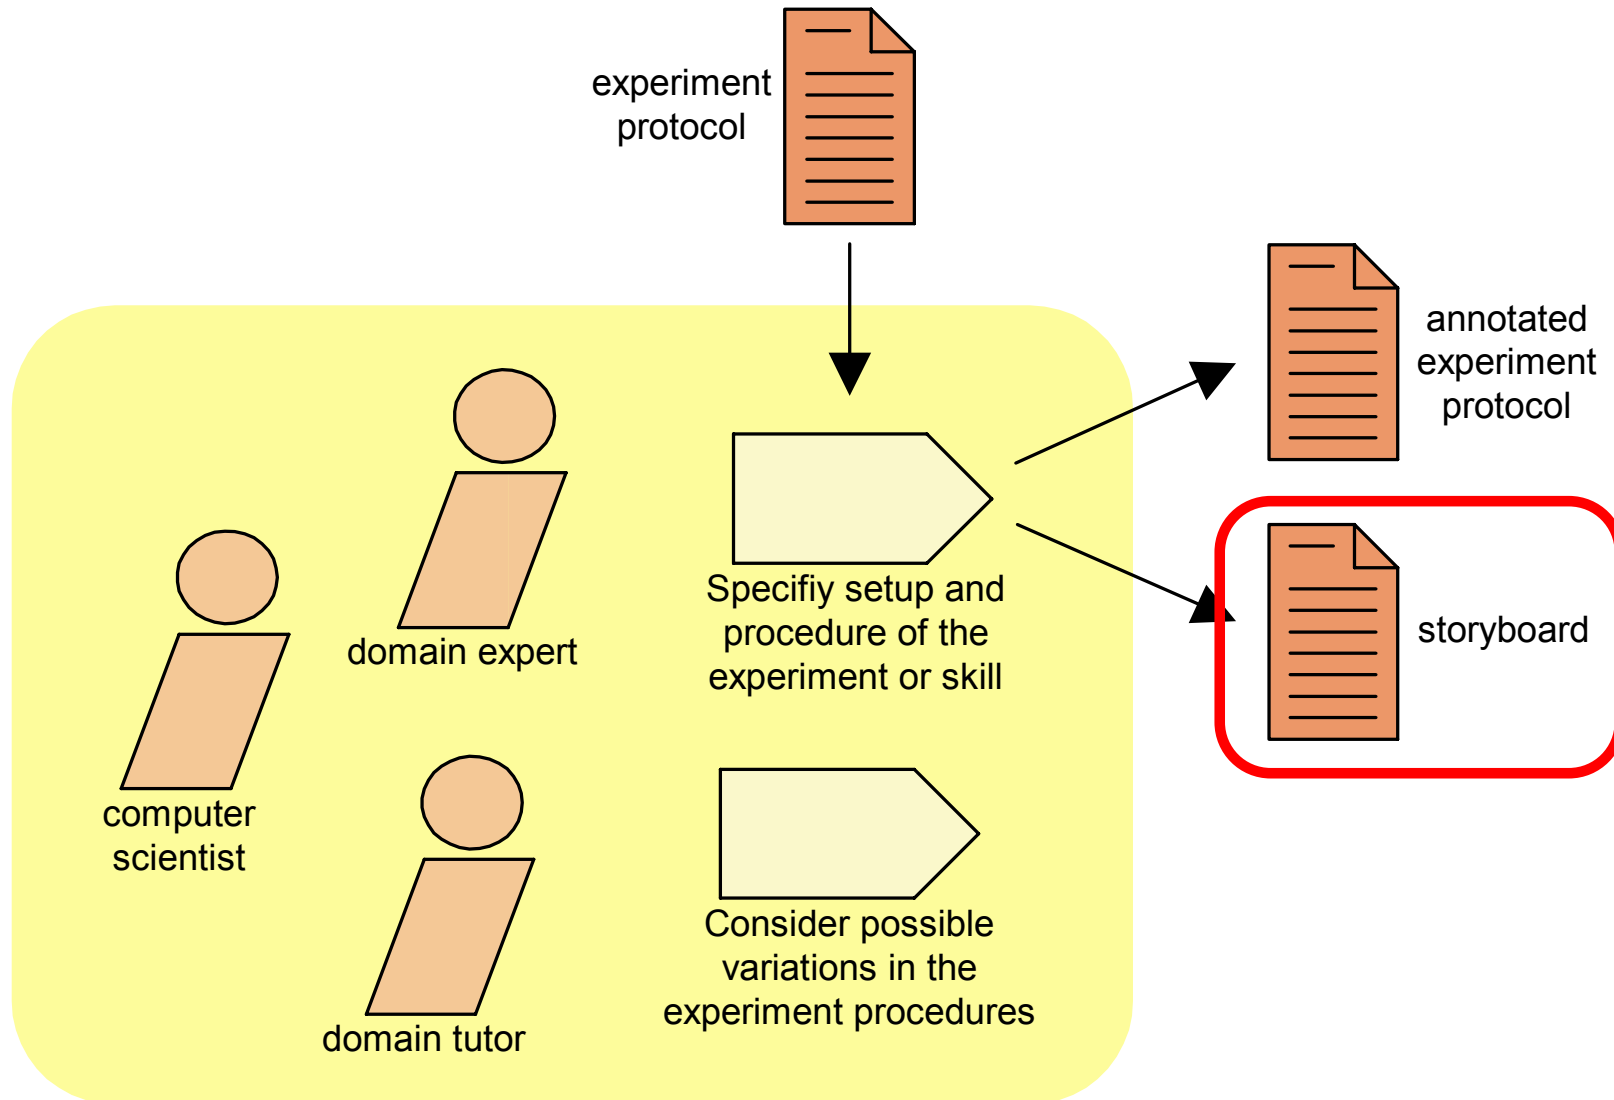 experiment
protocol
annotated
experiment
protocol
domain expert
Specifiy setup and
procedure of the
experiment or skill
storyboard
computer
scientist
domain tutor
Consider possible
variations in the
experiment procedures